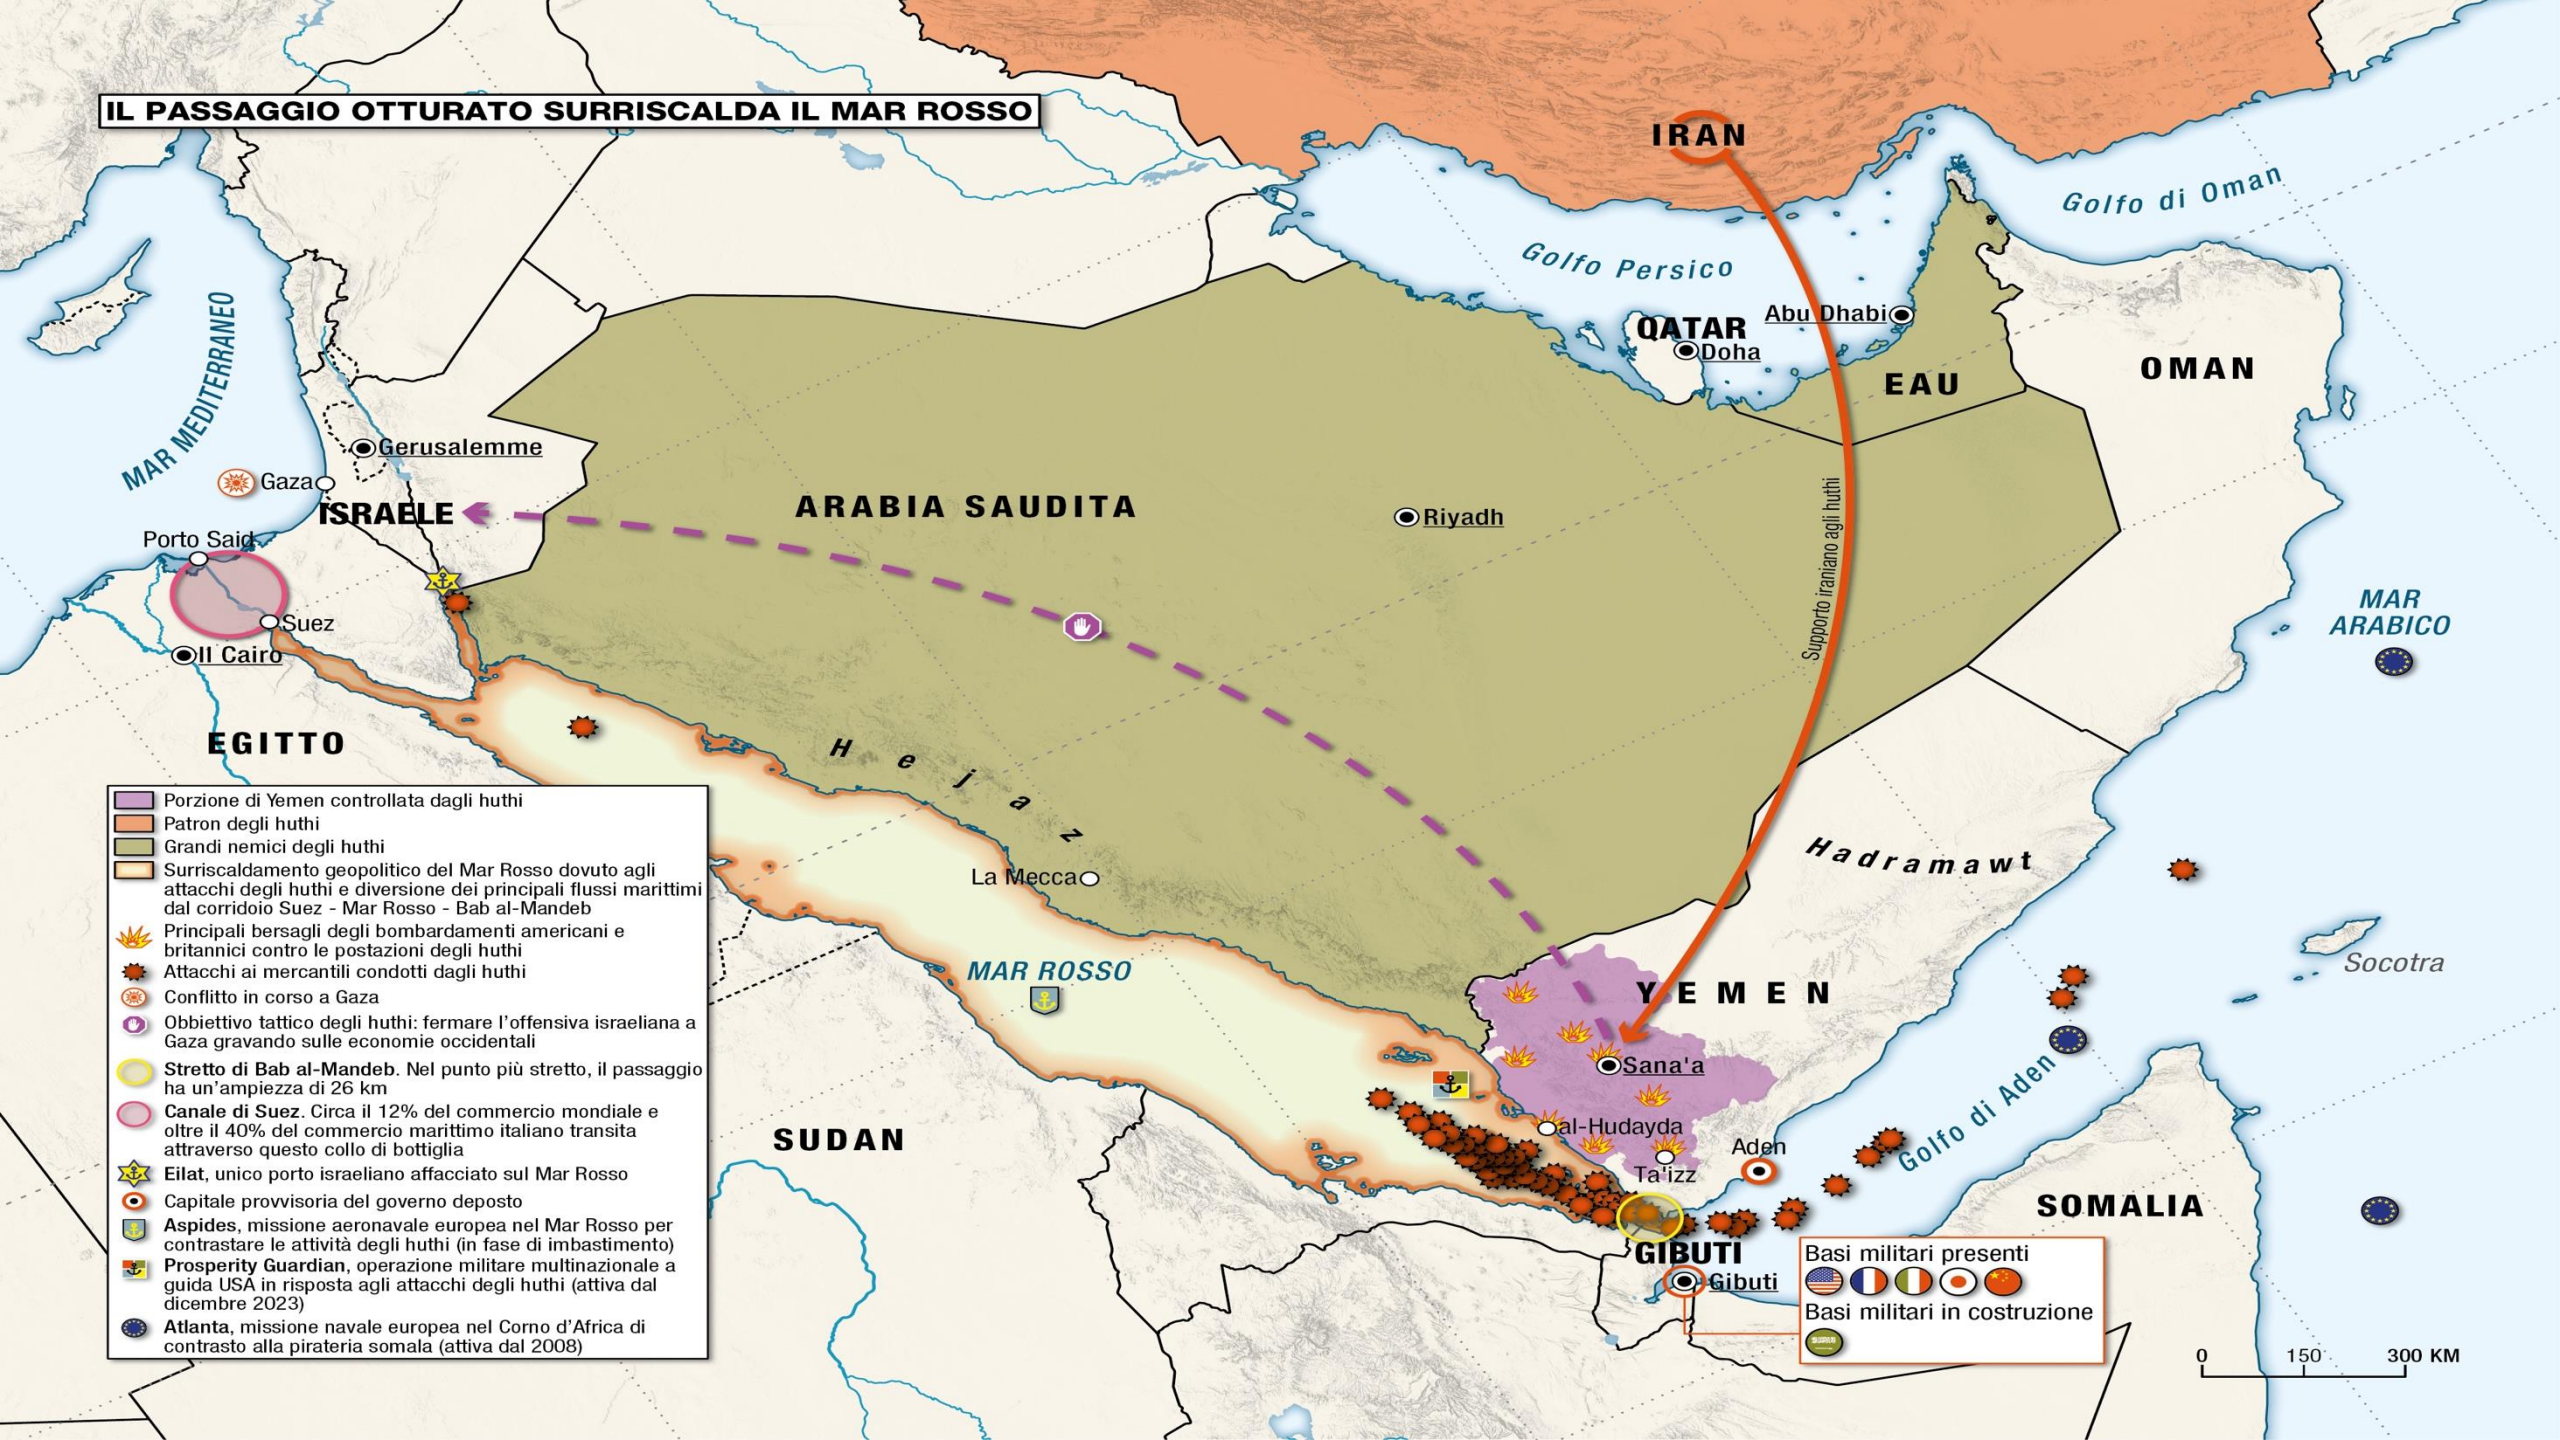 IL PASSAGGIO OTTURATO SURRISCALDA IL MAR ROSSO
IRAN
Golfo di Oman
Golfo Persico
MAR MEDITERRANEO
QATAR
Doha
Abu Dhabi
EAU
OMAN
Gerusalemme
Gaza
ISRAELE
ARABIA SAUDITA
Riyadh
Supporto iraniano agli huthi
Porto Said
Suez
Il Cairo
MAR
ARABICO
EGITTO
Hejaz
La Mecca
Hadramawt
MAR ROSSO
Socotra
YEMEN
Sana'a
al-Hudayda
Ta'izz
Aden
Golfo di Aden
SUDAN
SOMALIA
GIBUTI
Gibuti
Basi militari presenti
Basi militari in costruzione
0 150 300 KM
Porzione di Yemen controllata dagli huthi
Patron degli huthi
Grandi nemici degli huthi
Surriscaldamento geopolitico del Mar Rosso dovuto agli
attacchi degli huthi e diversione dei principali flussi marittimi
dal corridoio Suez - Mar Rosso - Bab al-Mandeb
Principali bersagli degli bombardamenti americani e
britannici contro le postazioni degli huthi
Attacchi ai mercantili condotti dagli huthi
Conflitto in corso a Gaza
Obbiettivo tattico degli huthi: fermare l'offensiva israeliana a
Gaza gravando sulle economie occidentali
Stretto di Bab al-Mandeb. Nel punto più stretto, il passaggio
ha un'ampiezza di 26 km
Canale di Suez. Circa il 12% del commercio mondiale e
oltre il 40% del commercio marittimo italiano transita
attraverso questo collo di bottiglia
Eilat, unico porto israeliano affacciato sul Mar Rosso
Capitale provvisoria del governo deposto
Aspides, missione aeronavale europea nel Mar Rosso per
contrastare le attività degli huthi (in fase di imbastimento)
Prosperity Guardian, operazione militare multinazionale a
guida USA in risposta agli attacchi degli huthi (attiva dal
dicembre 2023)
Atlanta, missione navale europea nel Corno d'Africa di
contrasto alla pirateria somala (attiva dal 2008)